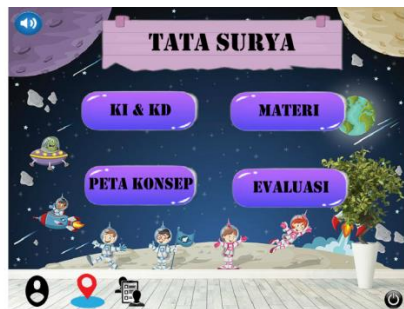 TATA SURYA
KI & KD
MATERI
PETA KONSEP
EVALUASI